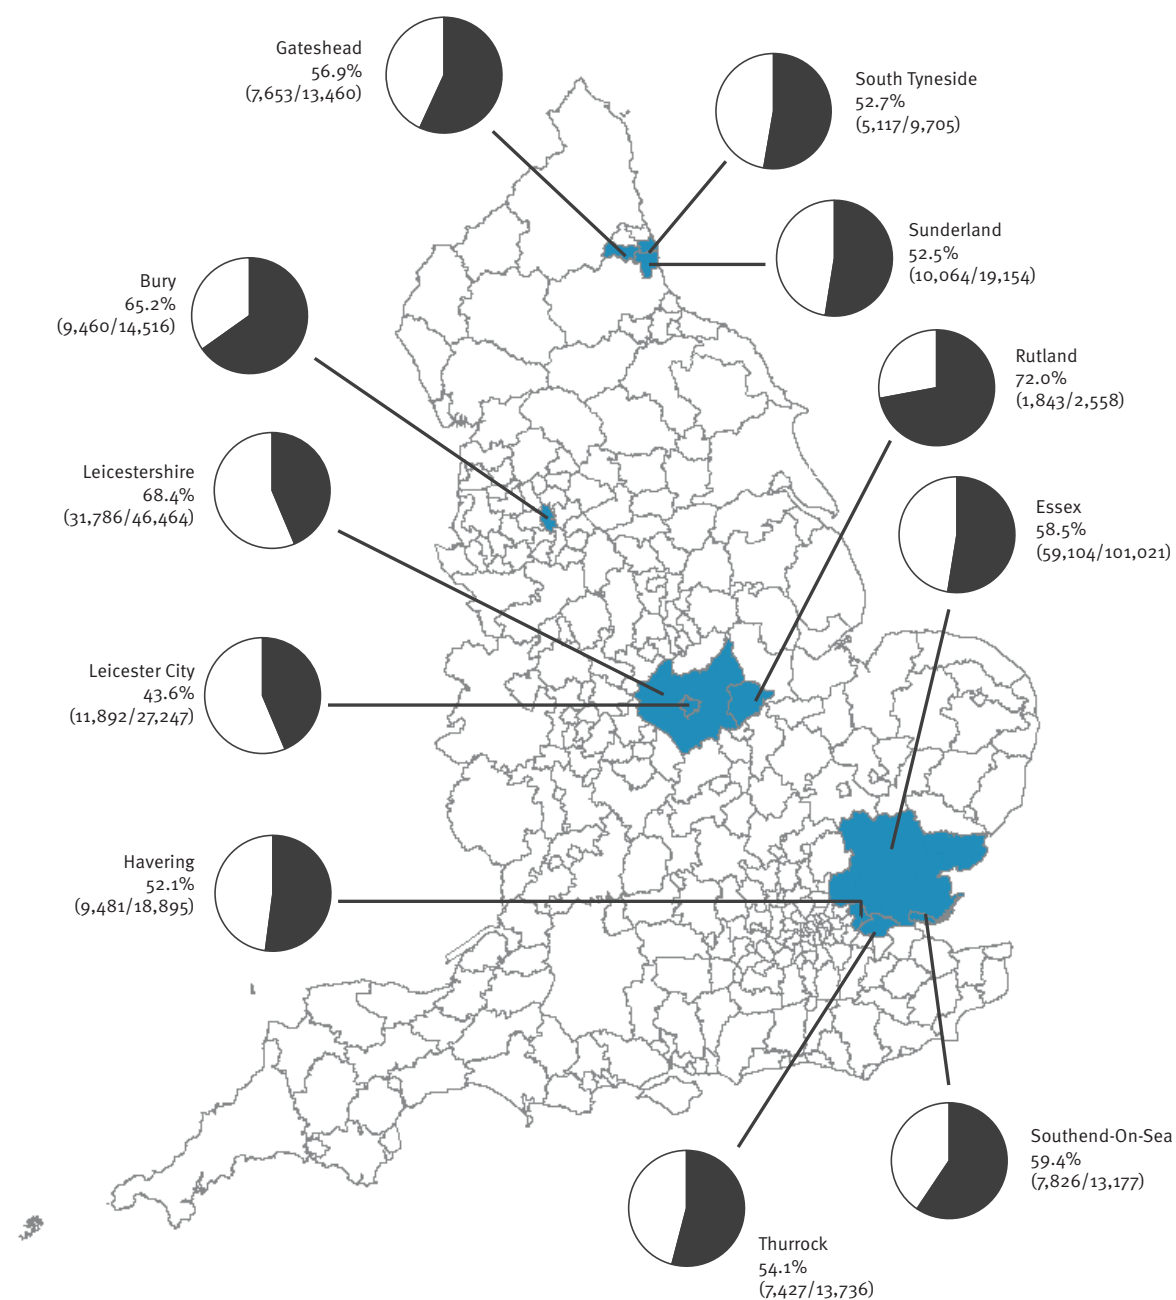 Gateshead
56.9%
(7,653/13,460)
South Tyneside
52.7%
(5,117/9,705)
Sunderland
52.5%
(10,064/19,154)
Bury
65.2%
(9,460/14,516)
Rutland
72.0%
(1,843/2,558)
Leicestershire
68.4%
(31,786/46,464)
Essex
58.5%
(59,104/101,021)
Leicester City
43.6%
(11,892/27,247)
Havering
52.1%
(9,481/18,895)
Southend-On-Sea
59.4%
(7,826/13,177)
Thurrock
54.1%
(7,427/13,736)